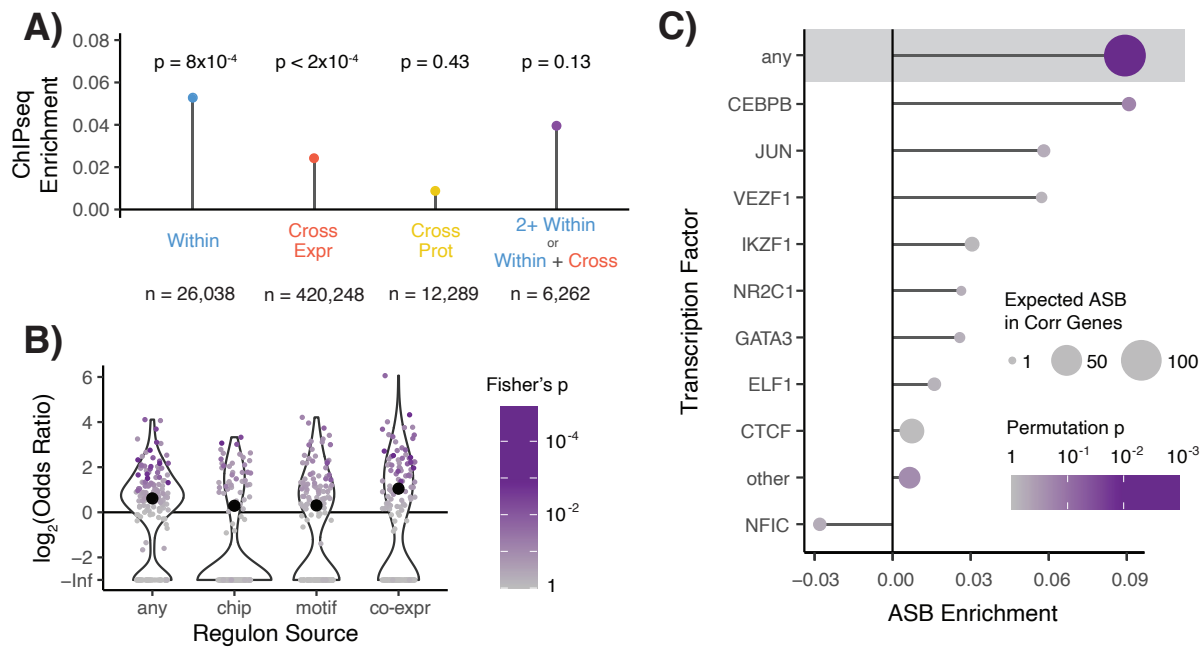 A)
ChIPseq
Enrichment
0.08
0.06
0.04
0.02
0.00
p = 8x10⁻⁴
p < 2x10⁻⁴
p = 0.43
p = 0.13
Within
Cross
Expr
Cross
Prot
2+ Within
or
Within + Cross
n = 26,038
n = 420,248
n = 12,289
n = 6,262
B)
log₂(Odds Ratio)
6
4
2
0
−2
−Inf
any
chip
motif
co-expr
Regulon Source
Fisher's p
10⁻⁴
10⁻²
1
C)
Transcription Factor
any
CEBPB
JUN
VEZF1
IKZF1
NR2C1
GATA3
ELF1
CTCF
other
NFIC
−0.03
0.00
0.03
0.06
0.09
ASB Enrichment
Expected ASB
in Corr Genes
1
50
100
Permutation p
1
10⁻¹
10⁻²
10⁻³